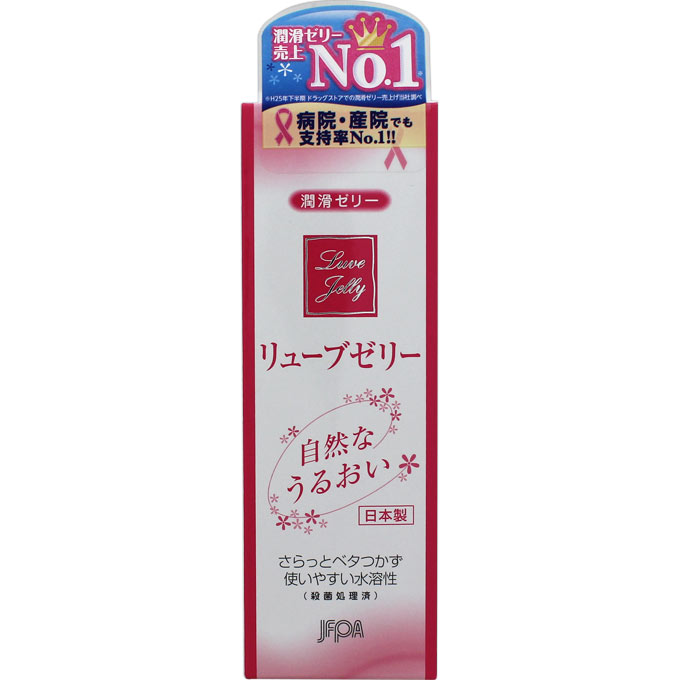 潤滑ゼリー
売上
No.1
※H25年下半期 ドラッグストアでの潤滑ゼリー売上げ当社調べ
病院・産院でも
支持率No.1!!
潤滑ゼリー
Luve
Jelly
リューブゼリー
自然な
うるおい
日本製
さらっとベタつかず
使いやすい水溶性
(殺菌処理済)
JFPA